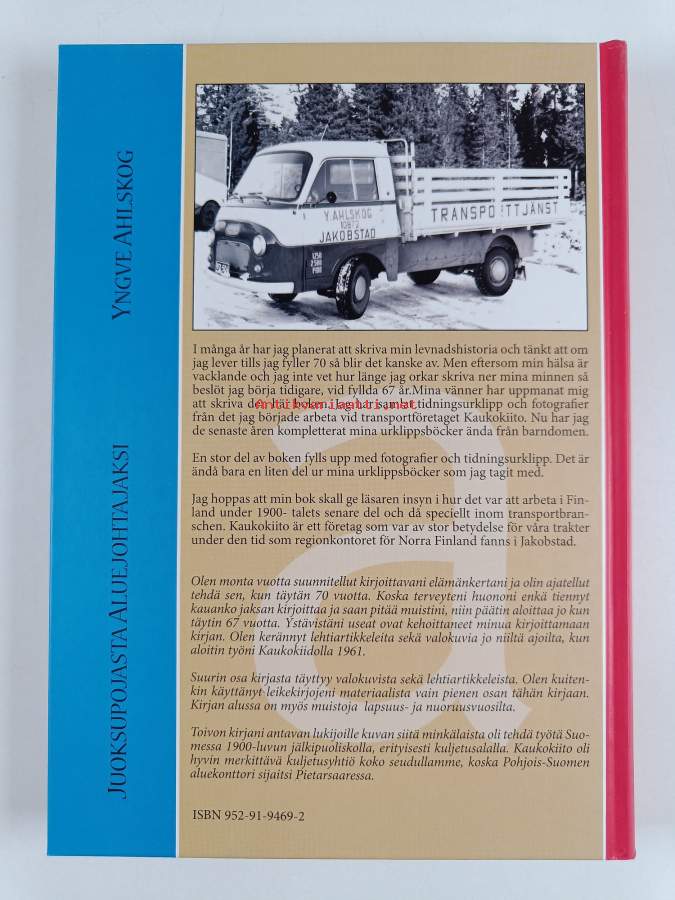 JUOKSUPOJASTA ALUEJOHTAJAKSI
YNGVE AHLSKOG
Y. AHLSKOG
10872
JAKOBSTAD
TRANSPORTTJÄNST
I många år har jag planerat att skriva min levnadshistoria och tänkt att om
jag lever tills jag fyller 70 så blir det kanske av. Men eftersom min hälsa är
vacklande och jag inte vet hur länge jag orkar skriva ner mina minnen så
beslöt jag börja tidigare, vid fyllda 67 år.Mina vänner har uppmanat mig
att skriva den här boken. Jag har samlat tidningsurklipp och fotografier
från det jag började arbeta vid transportföretaget Kaukokiito. Nu har jag
de senaste åren kompletterat mina urklippsböcker ända från barndomen.
En stor del av boken fylls upp med fotografier och tidningsurklipp. Det är
ändå bara en liten del ur mina urklippsböcker som jag tagit med.
Jag hoppas att min bok skall ge läsaren insyn i hur det var att arbeta i Fin-
land under 1900- talets senare del och då speciellt inom transportbran-
schen. Kaukokiito är ett företag som var av stor betydelse för våra trakter
under den tid som regionkontoret för Norra Finland fanns i Jakobstad.
Olen monta vuotta suunnitellut kirjoittavani elämänkertani ja olin ajatellut
tehdä sen, kun täytän 70 vuotta. Koska terveyteni huononi enkä tiennyt
kauanko jaksan kirjoittaa ja saan pitää muistini, niin päätin aloittaa jo kun
täytin 67 vuotta. Ystävistäni useat ovat kehoittaneet minua kirjoittamaan
kirjan. Olen kerännyt lehtiartikkeleita sekä valokuvia jo niiltä ajoilta, kun
aloitin työni Kaukokiidolla 1961.
Suurin osa kirjasta täyttyy valokuvista sekä lehtiartikkeleista. Olen kuiten-
kin käyttänyt leikekirjojeni materiaalista vain pienen osan tähän kirjaan.
Kirjan alussa on myös muistoja lapsuus- ja nuoruusvuosilta.
Toivon kirjani antavan lukijoille kuvan siitä minkälaista oli tehdä työtä Suo-
messa 1900-luvun jälkipuoliskolla, erityisesti kuljetusalalla. Kaukokiito oli
hyvin merkittävä kuljetusyhtiö koko seudullamme, koska Pohjois-Suomen
aluekonttori sijaitsi Pietarsaaressa.
ISBN 952-91-9469-2